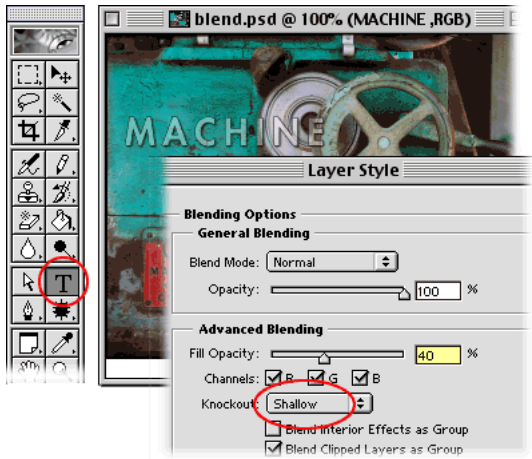 blend.psd @ 100% (MACHINE ,RGB)
MACHINE
Layer Style
Blending Options
General Blending
Blend Mode: Normal
Opacity: 100 %
Advanced Blending
Fill Opacity: 40 %
Channels: R G B
Knockout: Shallow
Blend Interior Effects as Group
Blend Clipped Layers as Group
T